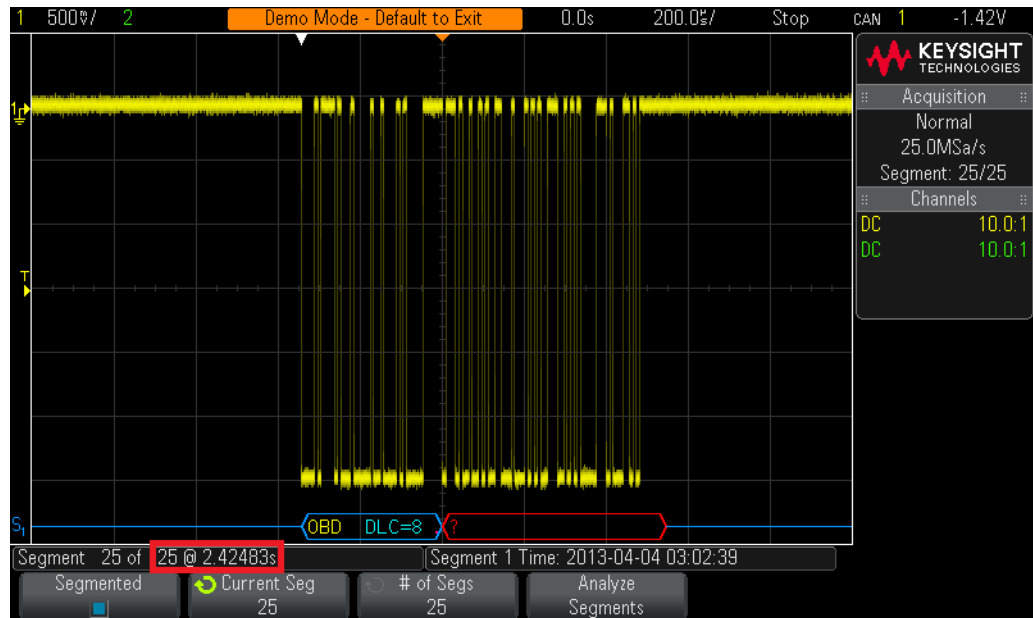 1 500mV/ 2 Demo Mode - Default to Exit 0.0s 200.0µs/ Stop CAN 1 -1.42V
KEYSIGHT
TECHNOLOGIES
Acquisition
Normal
25.0MSa/s
Segment: 25/25
Channels
DC 10.0:1
DC 10.0:1
1
T
S1 OBD DLC=8 ?
Segment 25 of 25 @ 2.42483s Segment 1 Time: 2013-04-04 03:02:39
Segmented Current Seg # of Segs Analyze
25 25 Segments